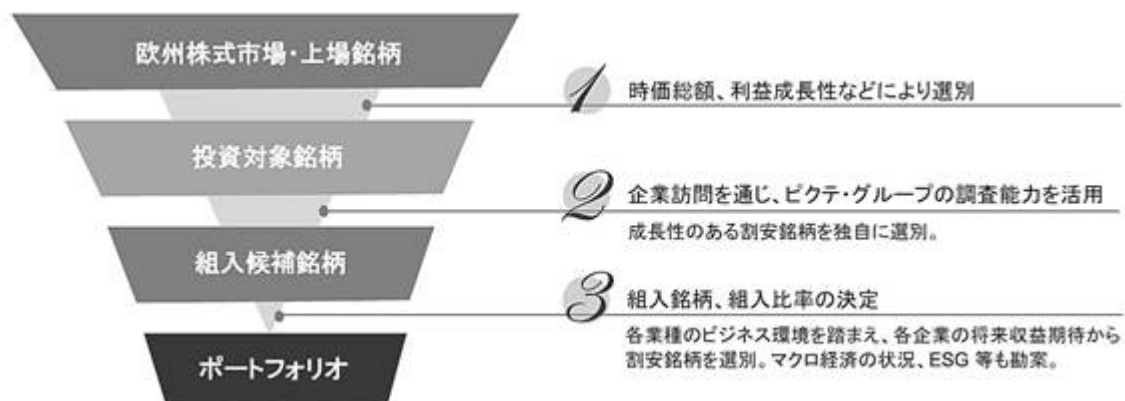 欧州株式市場・上場銘柄
1 時価総額、利益成長性などにより選別
投資対象銘柄
2 企業訪問を通じ、ピクテ・グループの調査能力を活用
成長性のある割安銘柄を独自に選別。
組入候補銘柄
3 組入銘柄、組入比率の決定
各業種のビジネス環境を踏まえ、各企業の将来収益期待から
割安銘柄を選別。マクロ経済の状況、ESG 等も勘案。
ポートフォリオ